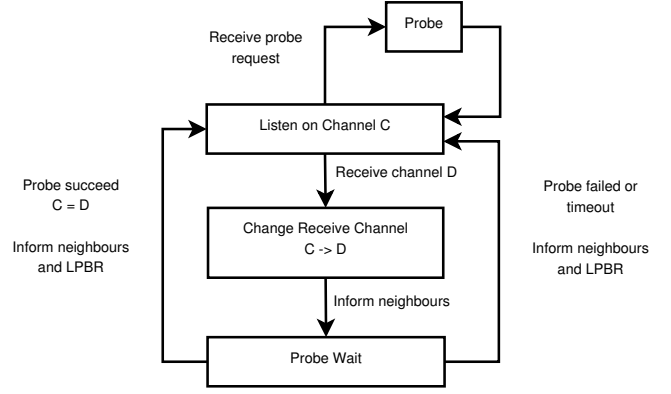 Probe
Receive probe
request
Listen on Channel C
Receive channel D
Probe succeed
C = D
Inform neighbours
and LPBR
Change Receive Channel
C -> D
Probe failed or
timeout
Inform neighbours
and LPBR
Inform neighbours
Probe Wait